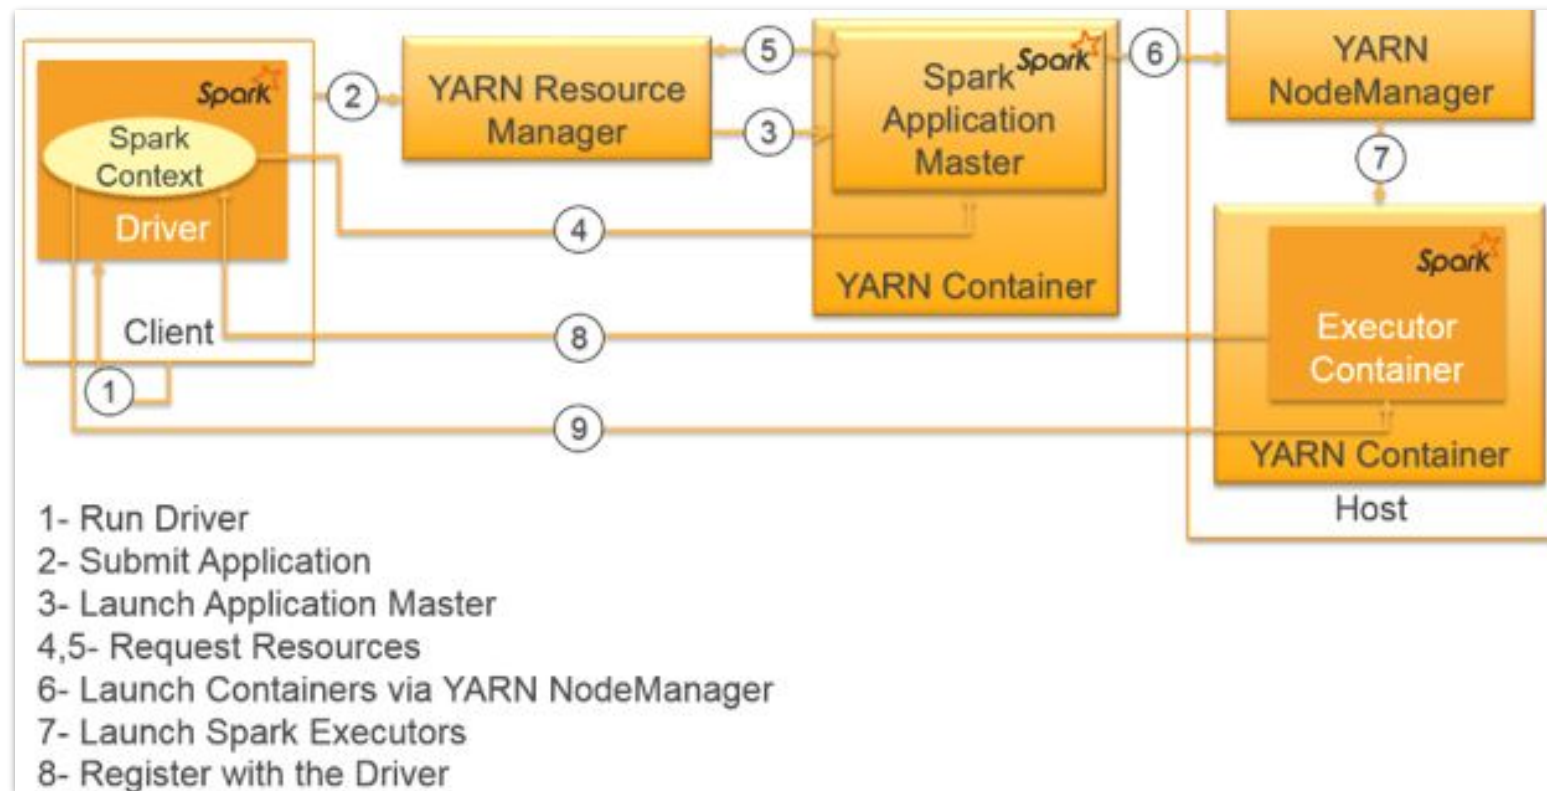 Spark
Spark
Context
Driver
Client
1
2
YARN Resource
Manager
5
3
Spark
Spark
Application
Master
YARN Container
4
6
YARN
NodeManager
7
Spark
Executor
Container
YARN Container
Host
8
9
1- Run Driver
2- Submit Application
3- Launch Application Master
4,5- Request Resources
6- Launch Containers via YARN NodeManager
7- Launch Spark Executors
8- Register with the Driver